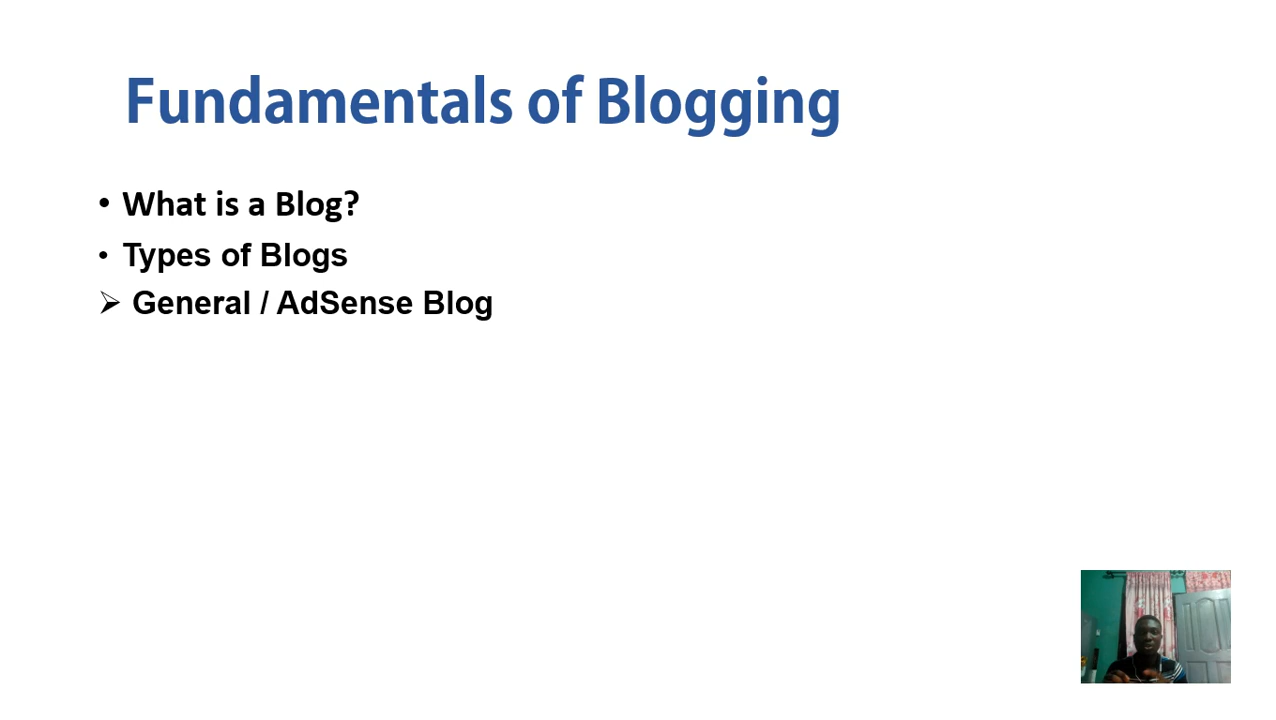 Fundamentals of Blogging
• What is a Blog?
• Types of Blogs
➢ General / AdSense Blog